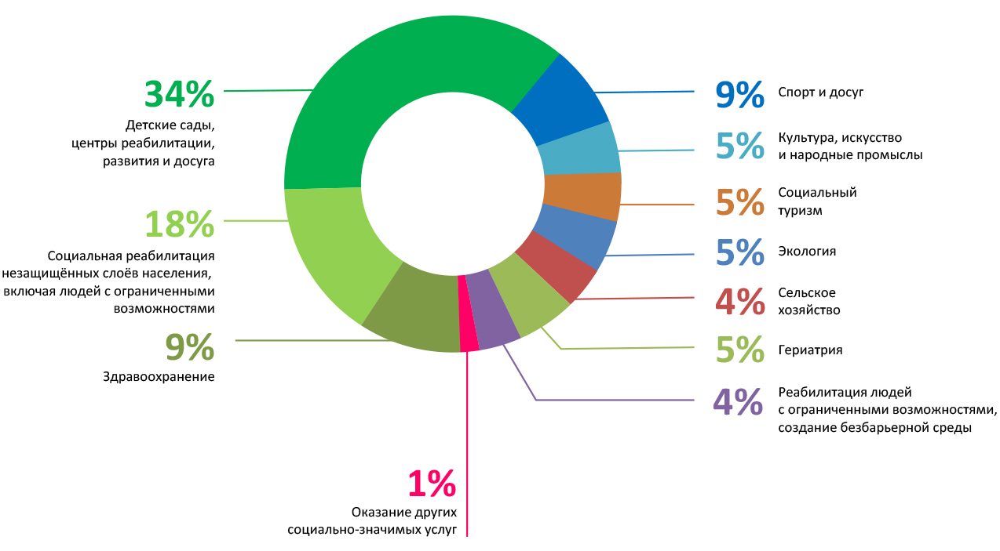 34%
Детские сады,
центры реабилитации,
развития и досуга
18%
Социальная реабилитация
незащищённых слоёв населения,
включая людей с ограниченными
возможностями
9%
Здравоохранение
1%
Оказание других
социально-значимых услуг
9%
Спорт и досуг
5%
Культура, искусство
и народные промыслы
5%
Социальный
туризм
5%
Экология
4%
Сельское
хозяйство
5%
Гериатрия
4%
Реабилитация людей
с ограниченными возможностями,
создание безбарьерной среды